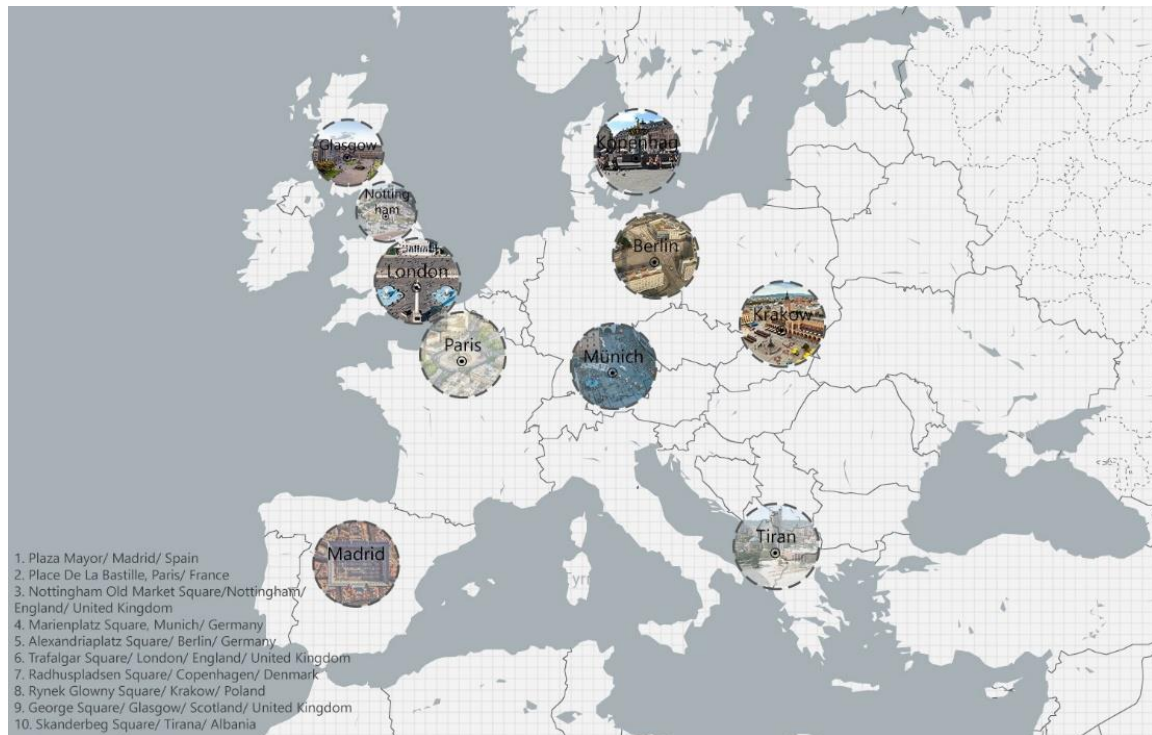 Glasgow
Kopenhag
Notting
ham
Berlin
London
Krakow
Paris
Münich
Tiran
Madrid
1. Plaza Mayor/ Madrid/ Spain
2. Place De La Bastille, Paris/ France
3. Nottingham Old Market Square/Nottingham/
England/ United Kingdom
4. Marienplatz Square, Munich/ Germany
5. Alexandriaplatz Square/ Berlin/ Germany
6. Trafalgar Square/ London/ England/ United Kingdom
7. Radhuspladsen Square/ Copenhagen/ Denmark
8. Rynek Glowny Square/ Krakow/ Poland
9. George Square/ Glasgow/ Scotland/ United Kingdom
10. Skanderbeg Square/ Tirana/ Albania